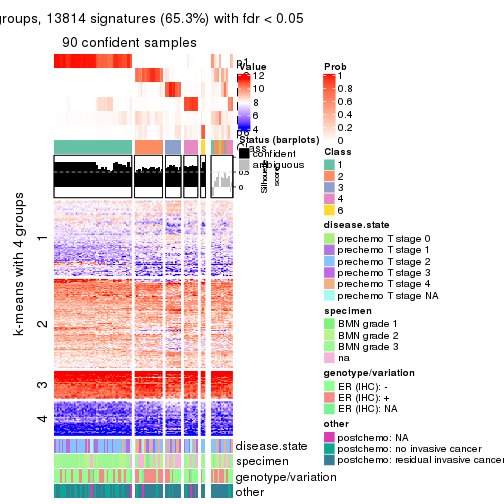 groups, 13814 signatures (65.3%) with fdr < 0.05
90 confident samples
p1
Value
12
10
8
6
4
Prob
1
0.8
0.6
0.4
0.2
0
Status (barplots)
confident
ambiguous
Class
0.5
0
Silhouette
score
Class
1
2
3
4
6
k-means with 4 groups
1
2
3
4
disease.state
prechemo T stage 0
prechemo T stage 1
prechemo T stage 2
prechemo T stage 3
prechemo T stage 4
prechemo T stage NA
specimen
BMN grade 1
BMN grade 2
BMN grade 3
na
genotype/variation
ER (IHC): -
ER (IHC): +
ER (IHC): NA
other
postchemo: NA
postchemo: no invasive cancer
postchemo: residual invasive cancer
disease.state
specimen
genotype/variation
other